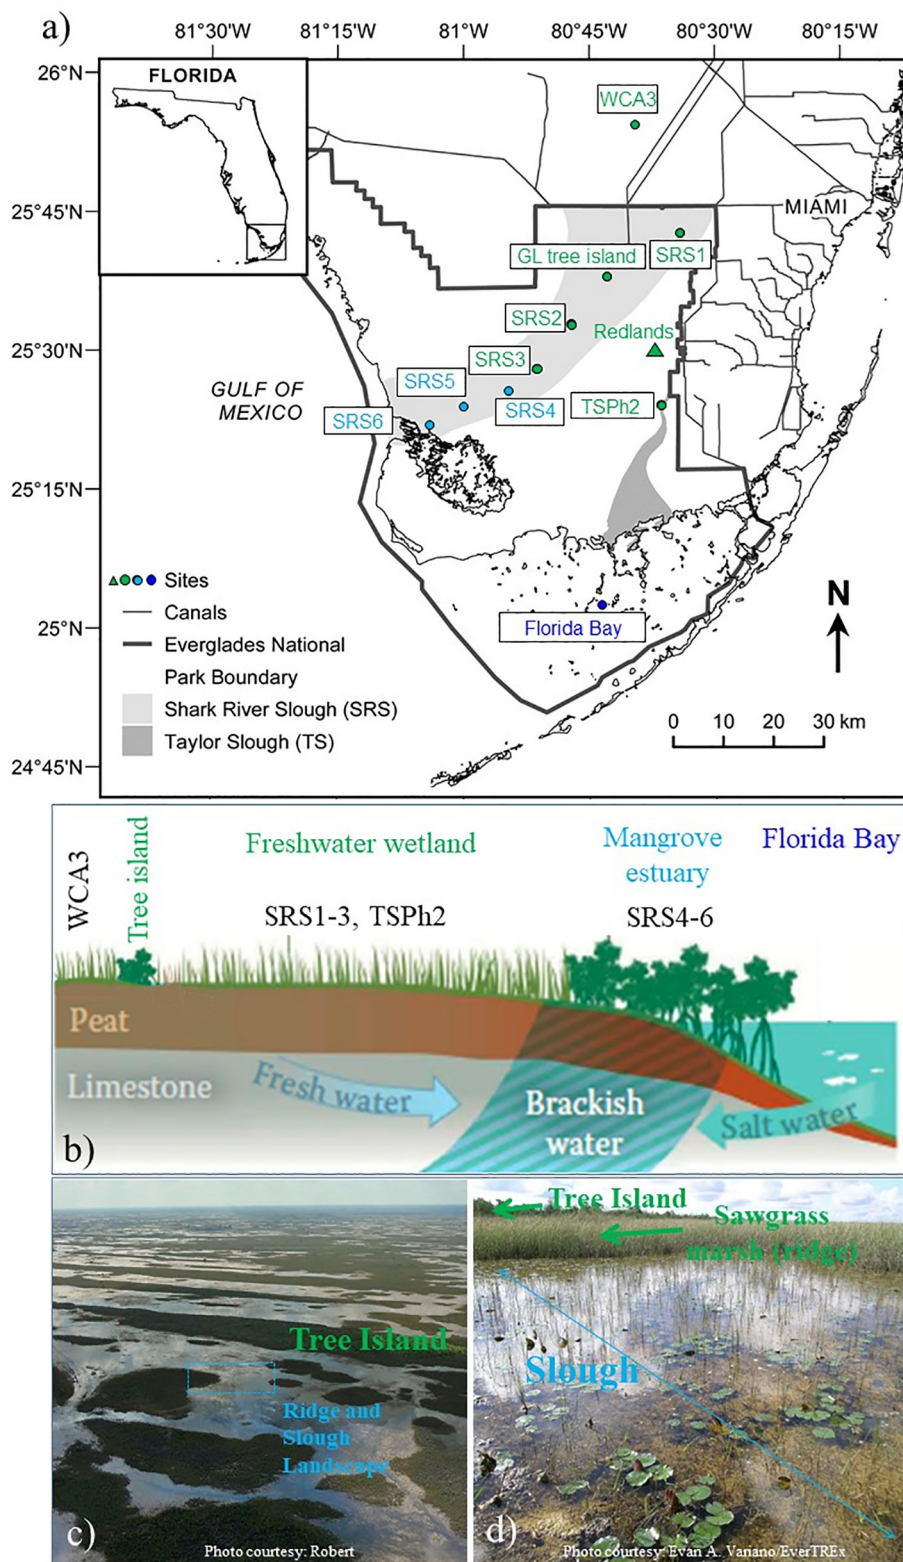 a)
81°30'W 81°15'W 81°0'W 80°45'W 80°30'W 80°15'W
26°N
FLORIDA
WCA3
25°45'N
MIAMI
GL tree island
SRS1
SRS2
Redlands
25°30'N
SRS3
SRS5
GULF OF
MEXICO
SRS4
TSPh2
SRS6
25°15'N
Sites
Canals
25°N
Florida Bay
N
Everglades National
Park Boundary
Shark River Slough (SRS)
0 10 20 30 km
Taylor Slough (TS)
24°45'N
WCA3
Tree island
Freshwater wetland
Mangrove
estuary
Florida Bay
SRS1-3, TSPh2
SRS4-6
Peat
Limestone
Fresh water
Brackish
water
Salt water
b)
Tree Island
Ridge and
Slough
Landscape
c)
Photo courtesy: Robert
Tree Island
Sawgrass
marsh (ridge)
Slough
d)
Photo courtesy: Evan A. Variano/EverTREx